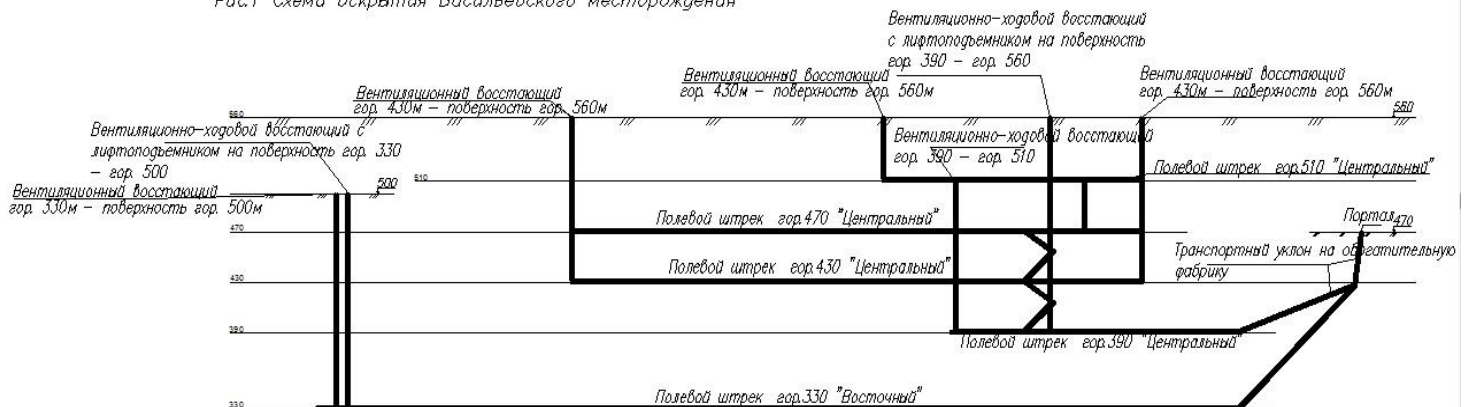 Рис.1 Схема вскрытия Васильевского месторождения
Вентиляционно-ходовой восстающий
с лифтоподъемником на поверхность
гор. 390 – гор. 560
Вентиляционный восстающий
гор. 430м – поверхность гор. 560м
Вентиляционный восстающий
гор. 430м – поверхность гор. 560м
Вентиляционный восстающий
гор. 430м – поверхность гор. 560м
560
560
Вентиляционно-ходовой восстающий с
лифтоподъемником на поверхность гор. 330
– гор. 500
Вентиляционно-ходовой восстающий
гор. 390 – гор. 510
Полевой штрек гор.510 "Центральный"
510
500
Вентиляционный восстающий
гор. 330м – поверхность гор. 500м
Полевой штрек гор.470 "Центральный"
Портал
470
470
Транспортный уклон на обогатительную
фабрику
Полевой штрек гор.430 "Центральный"
430
390
Полевой штрек гор.390 "Центральный"
Полевой штрек гор.330 "Восточный"
330